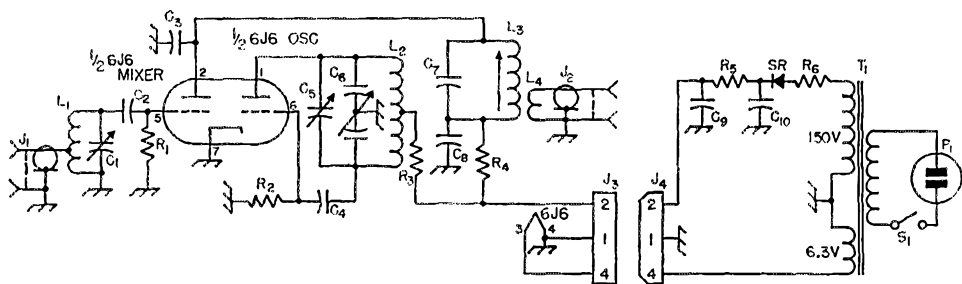 C3
½ 6J6 OSC
½ 6J6
MIXER
2
1
L1
C2
5
6
J1
C1
R1
7
C5
C6
L2
R2
C4
R3
C7
L3
L4
J2
C8
R4
6J6
3
4
J3
2
1
4
J4
2
1
4
R5
SR
R6
C9
C10
T1
150V
6.3V
P1
S1